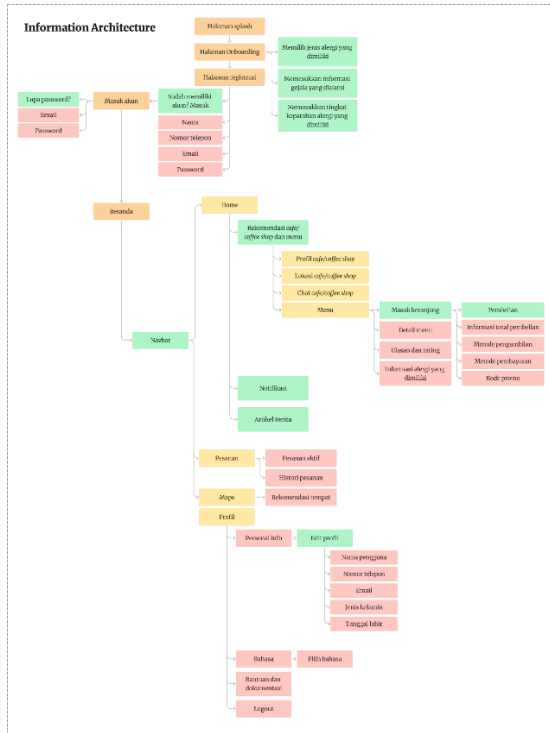 Information Architecture
Halaman splash
Halaman Onboarding
Memilih jenis alergi yang
dimiliki
Halaman registrasi
Memasukkan informasi
gejala yang dialami
Memasukkan tingkat
keparahan alergi yang
dimiliki
Lupa password?
Email
Password
Masuk akun
Sudah memiliki
akun? Masuk
Nama
Nomor telepon
Email
Password
Beranda
Navbar
Home
Rekomendasi cafe/
coffee shop dan menu
Profil cafe/coffee shop
Lokasi cafe/coffee shop
Chat cafe/coffee shop
Menu
Masuk keranjang
Detail menu
Ulasan dan rating
Informasi alergi yang
dimiliki
Pembelian
Informasi total pembelian
Metode pengambilan
Metode pembayaran
Kode promo
Notifikasi
Artikel Berita
Pesanan
Pesanan aktif
Histori pesanan
Maps
Rekomendasi tempat
Profil
Personal info
Edit profil
Nama pengguna
Nomor telepon
Email
Jenis kelamin
Tanggal lahir
Bahasa
Pilih bahasa
Bantuan dan
dokumentasi
Logout